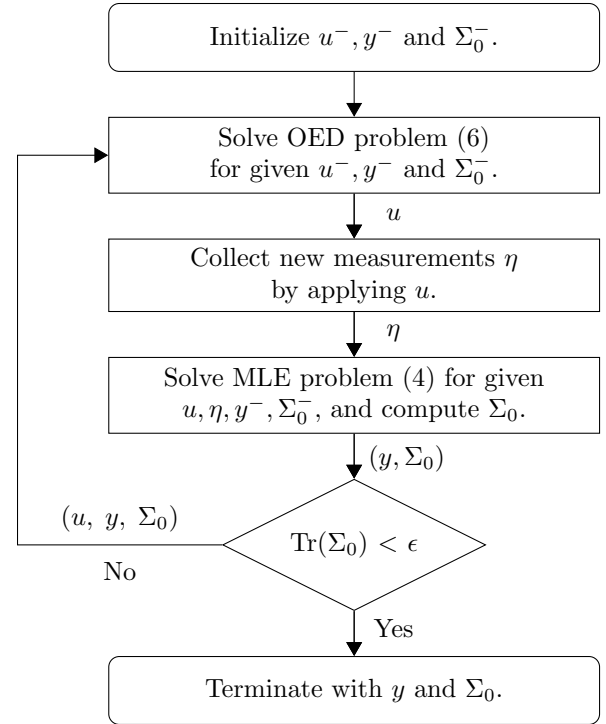 Initialize u⁻, y⁻ and Σ₀⁻.
Solve OED problem (6)
for given u⁻, y⁻ and Σ₀⁻.
u
Collect new measurements η
by applying u.
η
Solve MLE problem (4) for given
u, η, y⁻, Σ₀⁻, and compute Σ₀.
(y, Σ₀)
(u, y, Σ₀)
Tr(Σ₀) < ϵ
No
Yes
Terminate with y and Σ₀.